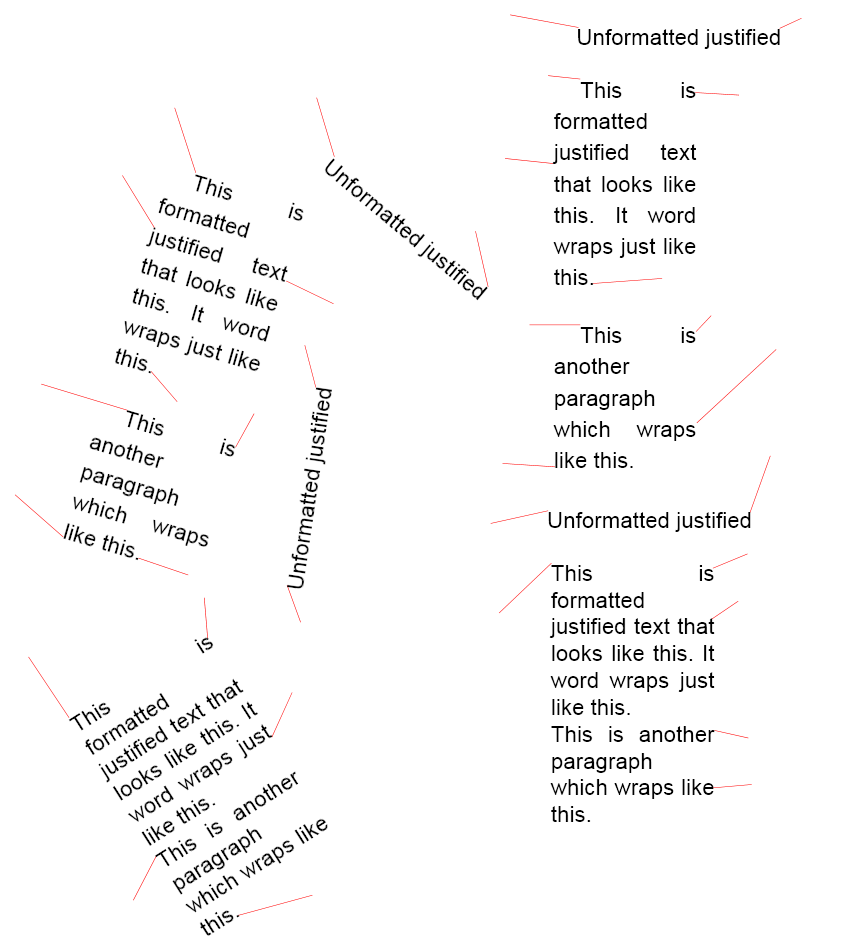 Unformatted justified
This is
formatted
justified text
that looks like
this. It word
wraps just like
this.
This is
another
paragraph
which wraps
like this.
Unformatted justified
This is
formatted
justified text that
looks like this. It
word wraps just
like this.
This is another
paragraph
which wraps like
this.
Unformatted justified
This is
formatted
justified text
that looks like
this. It word
wraps just like
this.
This is
another
paragraph
which wraps
like this.
Unformatted justified
This is
formatted
justified text that
looks like this. It
word wraps just
like this.
This is another
paragraph
which wraps like
this.